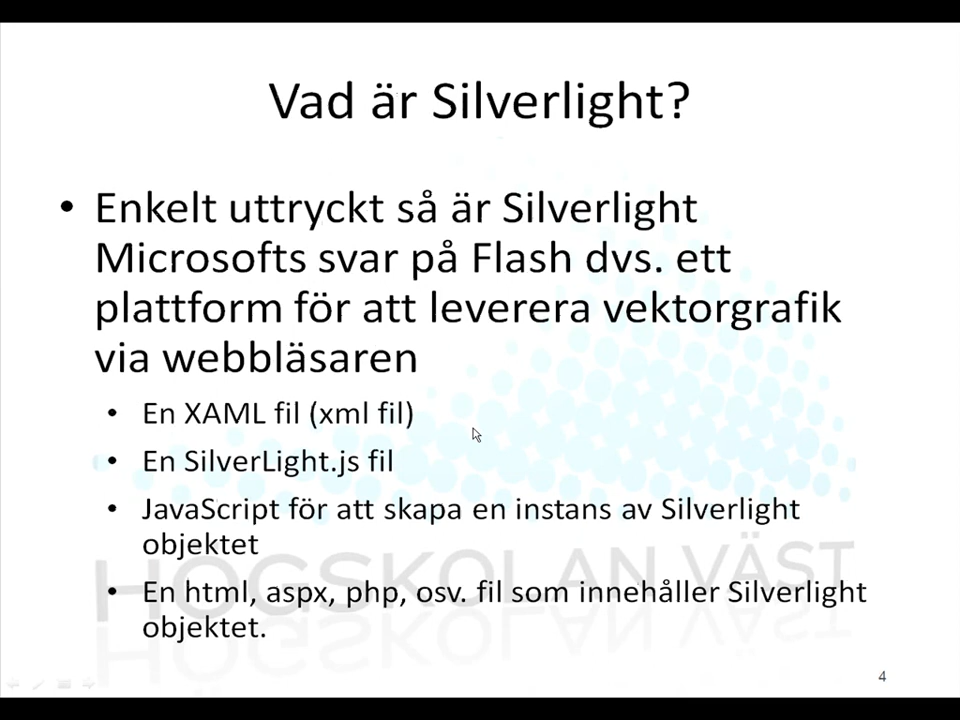 Vad är Silverlight?
• Enkelt uttryckt så är Silverlight
Microsofts svar på Flash dvs. ett
plattform för att leverera vektorgrafik
via webbläsaren
• En XAML fil (xml fil)
• En SilverLight.js fil
• JavaScript för att skapa en instans av Silverlight
objektet
HÖGSKOLAN VÄST
• En html, aspx, php, osv. fil som innehåller Silverlight
objektet.
4